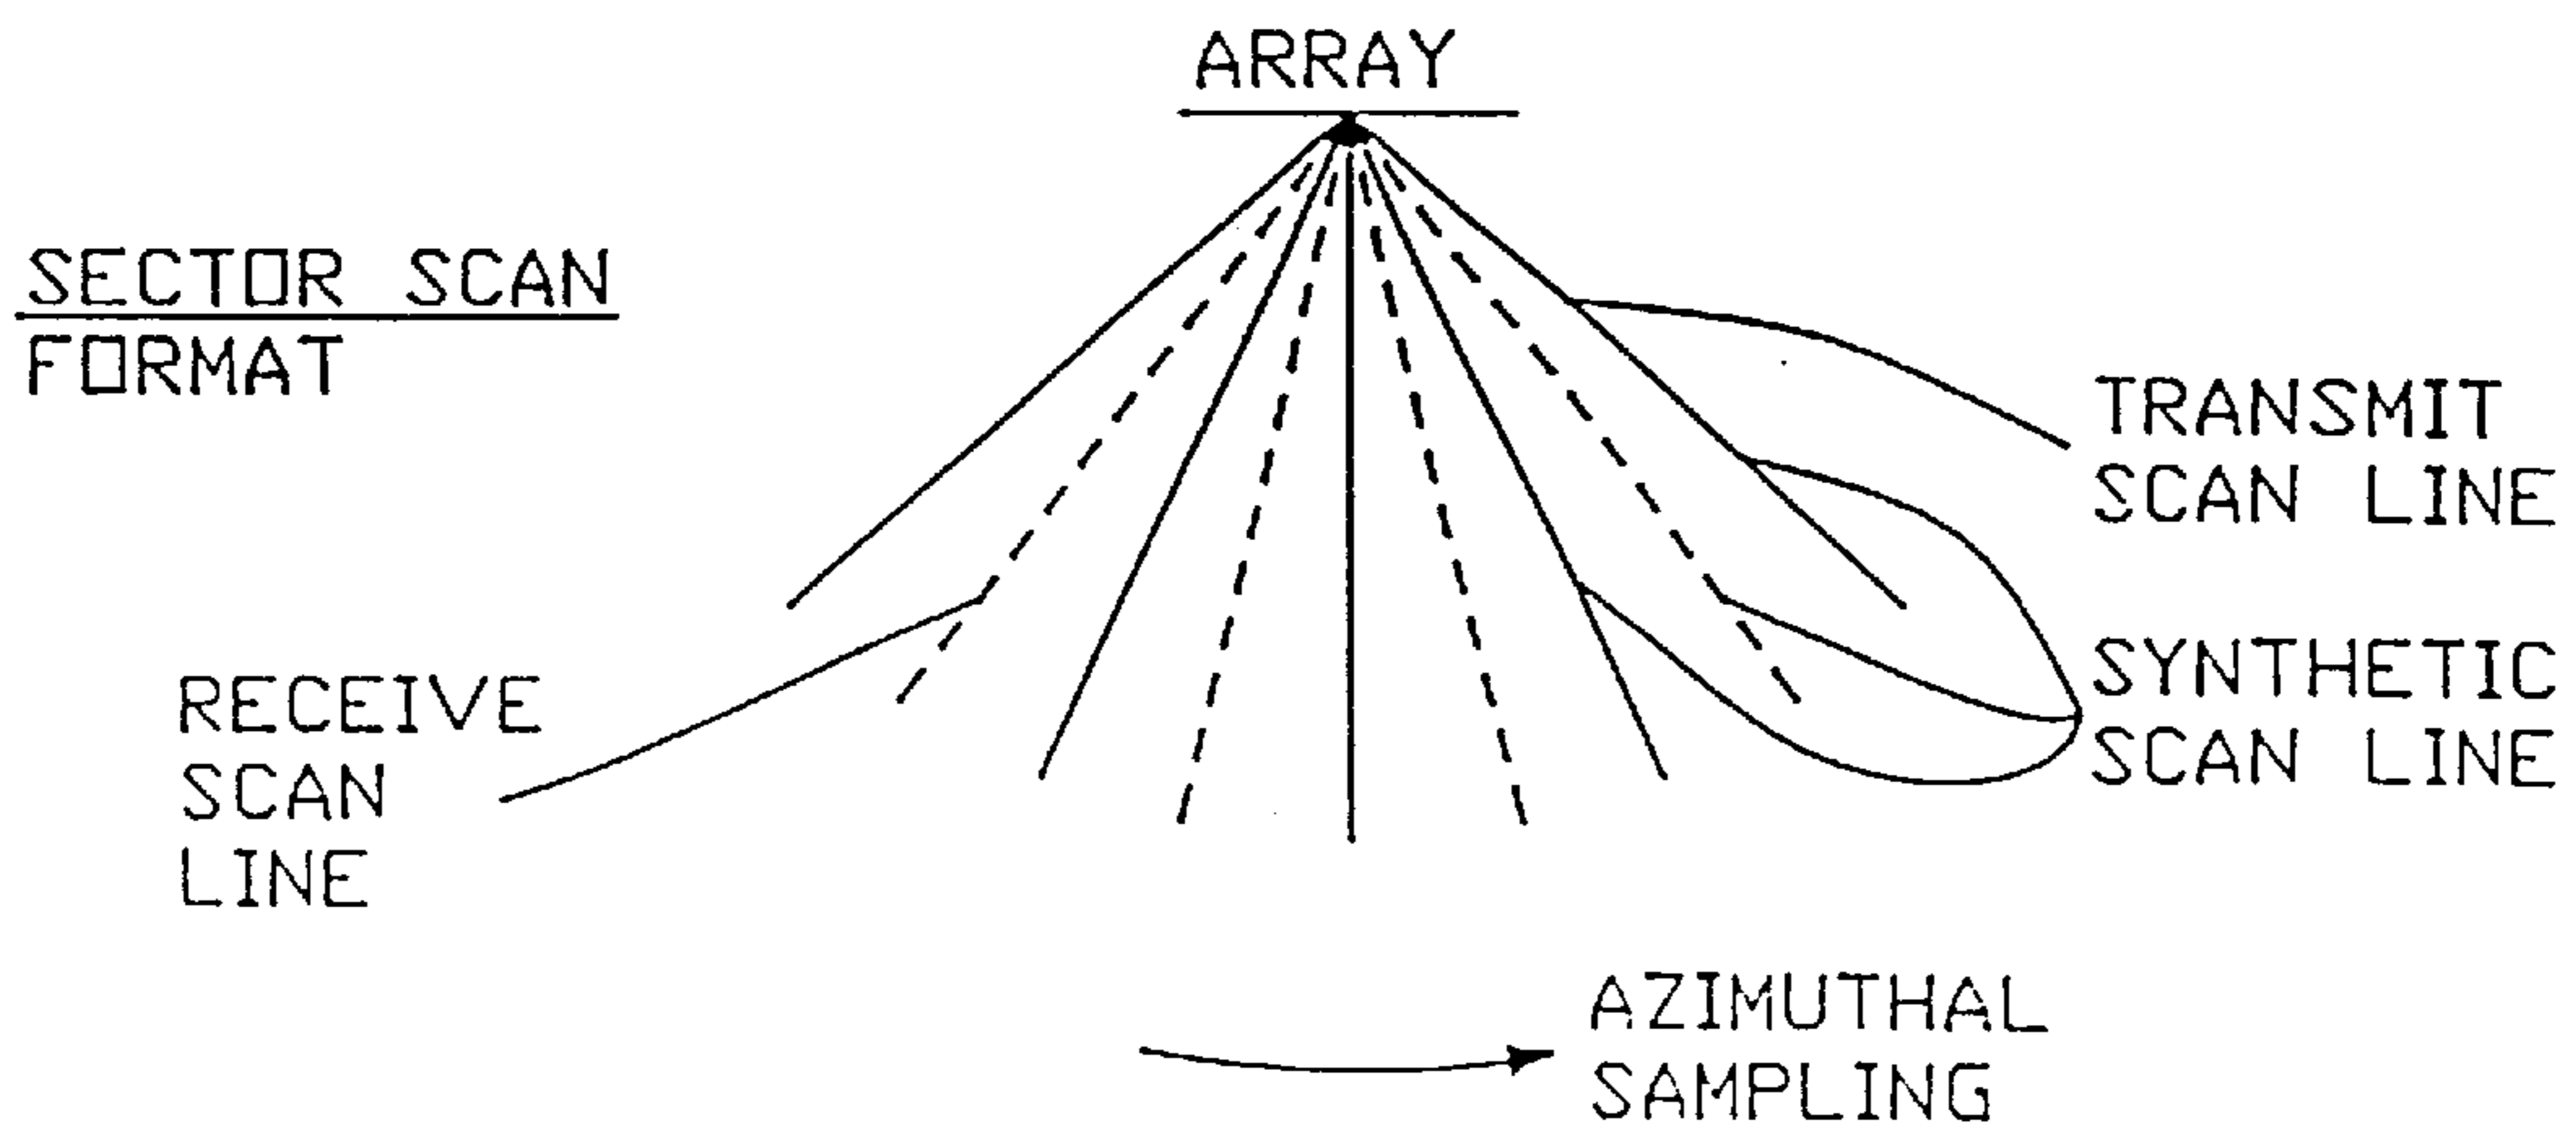 ARRAY
SECTOR SCAN
FORMAT
TRANSMIT
SCAN LINE
RECEIVE
SCAN
LINE
SYNTHETIC
SCAN LINE
AZIMUTHAL
SAMPLING